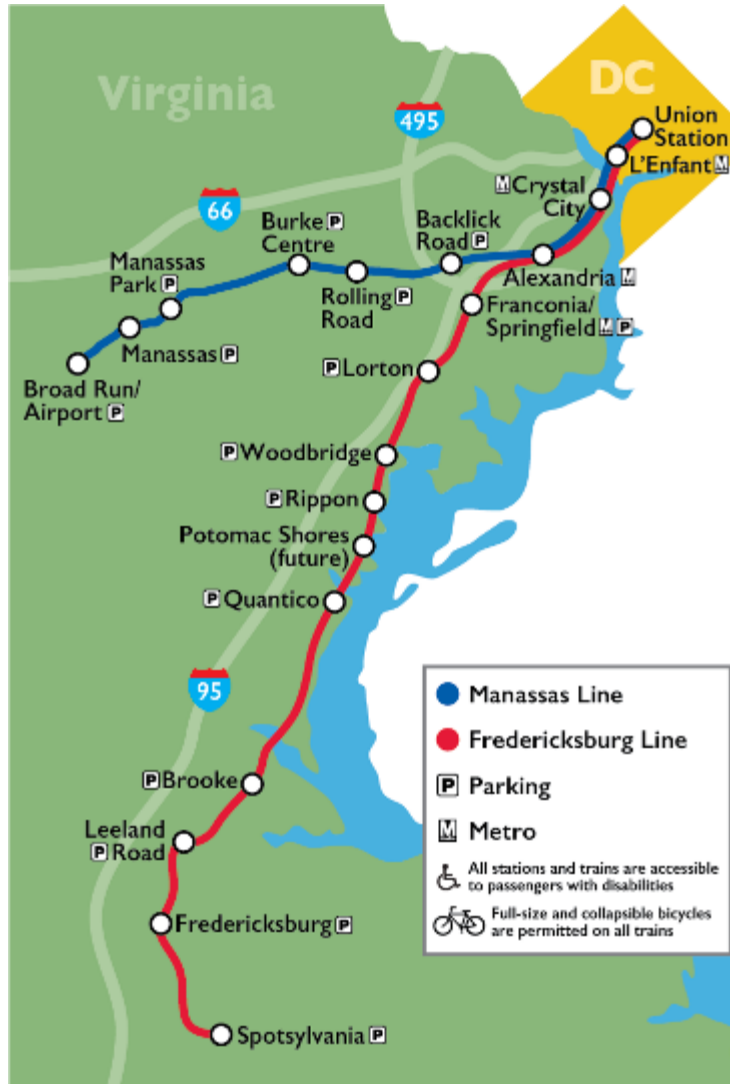 Virginia
DC
495
66
95
Union
Station
L'Enfant M
M Crystal
City
Backlick
Road P
Burke P
Centre
Manassas
Park P
Rolling P
Road
Alexandria M
Franconia/
Springfield M P
Manassas P
Broad Run/
Airport P
P Lorton
P Woodbridge
P Rippon
Potomac Shores
(future)
P Quantico
P Brooke
Leeland
P Road
Fredericksburg P
Spotsylvania P
Manassas Line
Fredericksburg Line
P Parking
M Metro
All stations and trains are accessible
to passengers with disabilities
Full-size and collapsible bicycles
are permitted on all trains